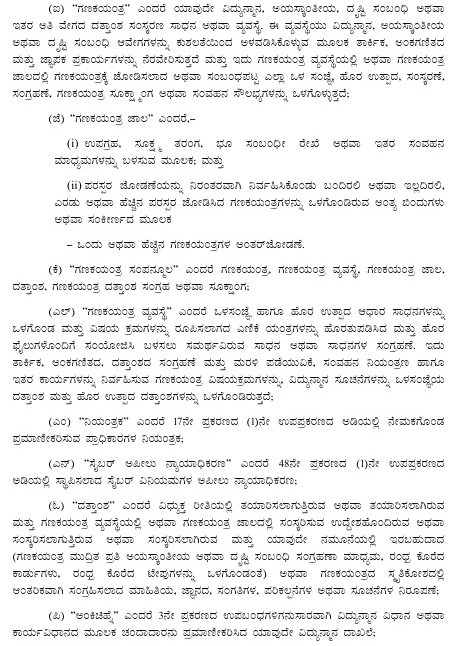 (ಐ) "ಗಣಕಯಂತ್ರ" ಎಂದರೆ ಯಾವುದೇ ವಿದ್ಯುನ್ಮಾನ, ಅಯಸ್ಕಾಂತೀಯ, ದೃಷ್ಟಿ ಸಂಬಂಧಿ ಅಥವಾ
ಇತರ ಅತಿ ವೇಗದ ದತ್ತಾಂಶ ಸಂಸ್ಕರಣ ಸಾಧನ ಅಥವಾ ವ್ಯವಸ್ಥೆ. ಈ ವ್ಯವಸ್ಥೆಯು ವಿದ್ಯುನ್ಮಾನ, ಅಯಸ್ಕಾಂತೀಯ
ಅಥವಾ ದೃಷ್ಟಿ ಸಂಬಂಧಿ ಆವೇಗಗಳನ್ನು ಕುಶಲತೆಯಿಂದ ಅಳವಡಿಸಿಕೊಳ್ಳುವ ಮೂಲಕ ತಾರ್ಕಿಕ, ಅಂಕಗಣಿತದ
ಮತ್ತು ಜ್ಞಾಪಕ ಪ್ರಕಾರ್ಯಗಳನ್ನು ನೆರವೇರಿಸುತ್ತದೆ ಮತ್ತು ಇದು ಗಣಕಯಂತ್ರ ವ್ಯವಸ್ಥೆಯಲ್ಲಿ ಅಥವಾ ಗಣಕಯಂತ್ರ
ಜಾಲದಲ್ಲಿ ಗಣಕಯಂತ್ರಕ್ಕೆ ಜೋಡಿಸಲಾದ ಅಥವಾ ಸಂಬಂಧಪಟ್ಟ ಎಲ್ಲಾ ಒಳ ಸಂಜ್ಞೆ, ಹೊರ ಉತ್ಪಾದ, ಸಂಸ್ಕರಣೆ,
ಸಂಗ್ರಹಣೆ, ಗಣಕಯಂತ್ರ ಸೂಕ್ಷ್ಮಾಂಗ ಅಥವಾ ಸಂವಹನ ಸೌಲಭ್ಯಗಳನ್ನು ಒಳಗೊಳ್ಳುತ್ತದೆ;
(ಜೆ) "ಗಣಕಯಂತ್ರ ಜಾಲ" ಎಂದರೆ,–
(i) ಉಪಗ್ರಹ, ಸೂಕ್ಷ್ಮ ತರಂಗ, ಭೂ ಸಂಬಂಧೀ ರೇಖೆ ಅಥವಾ ಇತರ ಸಂವಹನ
ಮಾಧ್ಯಮಗಳನ್ನು ಬಳಸುವ ಮೂಲಕ; ಮತ್ತು
(ii) ಪರಸ್ಪರ ಜೋಡಣೆಯನ್ನು ನಿರಂತರವಾಗಿ ನಿರ್ವಹಿಸಿಕೊಂಡು ಬಂದಿರಲಿ ಅಥವಾ ಇಲ್ಲದಿರಲಿ,
ಎರಡು ಅಥವಾ ಹೆಚ್ಚಿನ ಪರಸ್ಪರ ಜೋಡಿಸಿದ ಗಣಕಯಂತ್ರಗಳನ್ನು ಒಳಗೊಂಡಿರುವ ಅಂತ್ಯ ಬಿಂದುಗಳು
ಅಥವಾ ಸಂಕೀರ್ಣದ ಮೂಲಕ
– ಒಂದು ಅಥವಾ ಹೆಚ್ಚಿನ ಗಣಕಯಂತ್ರಗಳ ಅಂತರ್‌ಜೋಡಣೆ.
(ಕೆ) "ಗಣಕಯಂತ್ರ ಸಂಪನ್ಮೂಲ" ಎಂದರೆ ಗಣಕಯಂತ್ರ, ಗಣಕಯಂತ್ರ ವ್ಯವಸ್ಥೆ, ಗಣಕಯಂತ್ರ ಜಾಲ,
ದತ್ತಾಂಶ, ಗಣಕಯಂತ್ರ ದತ್ತಾಂಶ ಸಂಗ್ರಹ ಅಥವಾ ಸೂಕ್ಷಾಂಗ;
(ಎಲ್) "ಗಣಕಯಂತ್ರ ವ್ಯವಸ್ಥೆ" ಎಂದರೆ ಒಳಸಂಜ್ಞೆ ಹಾಗೂ ಹೊರ ಉತ್ಪಾದ ಆಧಾರ ಸಾಧನಗಳನ್ನು
ಒಳಗೊಂಡ ಮತ್ತು ವಿಷಯ ಕ್ರಮಗಳನ್ನು ರೂಪಿಸಲಾಗದ ಎಣಿಕೆ ಯಂತ್ರಗಳನ್ನು ಹೊರತುಪಡಿಸಿದ ಮತ್ತು ಹೊರ
ಫೈಲುಗಳೊಂದಿಗೆ ಸಂಯೋಜಿಸಿ ಬಳಸಲು ಸಮರ್ಥವಿರುವ ಸಾಧನ ಅಥವಾ ಸಾಧನಗಳ ಸಂಗ್ರಹಣೆ. ಇದು
ತಾರ್ಕಿಕ, ಅಂಕಗಣಿತದ, ದತ್ತಾಂಶದ ಸಂಗ್ರಹಣೆ ಮತ್ತು ಮರಳಿ ಪಡೆಯುವಿಕೆ, ಸಂವಹನ ನಿಯಂತ್ರಣ ಹಾಗೂ
ಇತರ ಕಾರ್ಯಗಳನ್ನು ನಿರ್ವಹಿಸುವ ಗಣಕಯಂತ್ರ ವಿಷಯಕ್ರಮಗಳನ್ನು, ವಿದ್ಯುನ್ಮಾನ ಸೂಚನೆಗಳನ್ನು ಒಳಸಂಜ್ಞೆಯ
ದತ್ತಾಂಶ ಮತ್ತು ಹೊರ ಉತ್ಪಾದ ದತ್ತಾಂಶಗಳನ್ನು ಒಳಗೊಂಡಿರುತ್ತದೆ;
(ಎಂ) "ನಿಯಂತ್ರಕ" ಎಂದರೆ 17ನೇ ಪ್ರಕರಣದ (1)ನೇ ಉಪಪ್ರಕರಣದ ಅಡಿಯಲ್ಲಿ ನೇಮಕಗೊಂಡ
ಪ್ರಮಾಣೀಕರಿಸುವ ಪ್ರಾಧಿಕಾರಗಳ ನಿಯಂತ್ರಕ;
(ಎನ್) "ಸೈಬರ್ ಅಪೀಲು ನ್ಯಾಯಾಧಿಕರಣ" ಎಂದರೆ 48ನೇ ಪ್ರಕರಣದ (1)ನೇ ಉಪಪ್ರಕರಣದ
ಅಡಿಯಲ್ಲಿ ಸ್ಥಾಪಿಸಲಾದ ಸೈಬರ್ ವಿನಿಯಮಗಳ ಅಪೀಲು ನ್ಯಾಯಾಧಿಕರಣ;
(ಓ) "ದತ್ತಾಂಶ" ಎಂದರೆ ವಿಧ್ಯುಕ್ತ ರೀತಿಯಲ್ಲಿ ತಯಾರಿಸಲಾಗುತ್ತಿರುವ ಅಥವಾ ತಯಾರಿಸಲಾಗಿರುವ
ಮತ್ತು ಗಣಕಯಂತ್ರ ವ್ಯವಸ್ಥೆಯಲ್ಲಿ ಅಥವಾ ಗಣಕಯಂತ್ರ ಜಾಲದಲ್ಲಿ ಸಂಸ್ಕರಿಸುವ ಉದ್ದೇಶಹೊಂದಿರುವ ಅಥವಾ
ಸಂಸ್ಕರಿಸಲಾಗುತ್ತಿರುವ ಅಥವಾ ಸಂಸ್ಕರಿಸಲಾಗಿರುವ ಮತ್ತು ಯಾವುದೇ ನಮೂನೆಯಲ್ಲಿ ಇರಬಹುದಾದ
(ಗಣಕಯಂತ್ರ ಮುದ್ರಿತ ಪ್ರತಿ ಅಯಸ್ಕಾಂತೀಯ ಅಥವಾ ದೃಷ್ಟಿ ಸಂಬಂಧಿ ಸಂಗ್ರಹಣಾ ಮಾಧ್ಯಮ, ರಂಧ್ರ ಕೊರೆದ
ಕಾರ್ಡುಗಳು, ರಂಧ್ರ ಕೊರೆದ ಟೇಪುಗಳನ್ನು ಒಳಗೊಂಡಂತೆ) ಅಥವಾ ಗಣಕಯಂತ್ರದ ಸ್ಮೃತಿಕೋಶದಲ್ಲಿ
ಆಂತರಿಕವಾಗಿ ಸಂಗ್ರಹಿಸಲಾದ ಮಾಹಿತಿಯ, ಜ್ಞಾನದ, ಸಂಗತಿಗಳ, ಪರಿಕಲ್ಪನೆಗಳ ಅಥವಾ ಸೂಚನೆಗಳ ನಿರೂಪಣೆ;
(ಪಿ) "ಅಂಕಿಚಿಹ್ನೆ" ಎಂದರೆ 3ನೇ ಪ್ರಕರಣದ ಉಪಬಂಧಗಳಿಗನುಸಾರವಾಗಿ ವಿದ್ಯುನ್ಮಾನ ವಿಧಾನ ಅಥವಾ
ಕಾರ್ಯವಿಧಾನದ ಮೂಲಕ ಚಂದಾದಾರನು ಪ್ರಮಾಣೀಕರಿಸಿದ ಯಾವುದೇ ವಿದ್ಯುನ್ಮಾನ ದಾಖಲೆ;